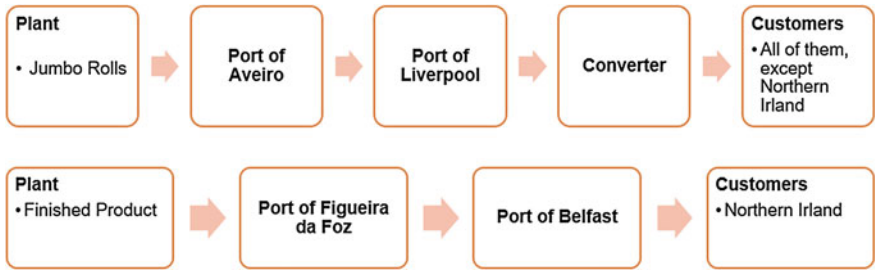 Plant
• Jumbo Rolls
Port of
Aveiro
Port of
Liverpool
Converter
Customers
• All of them,
except
Northern
Irland
Plant
• Finished Product
Port of Figueira
da Foz
Port of Belfast
Customers
• Northern Irland